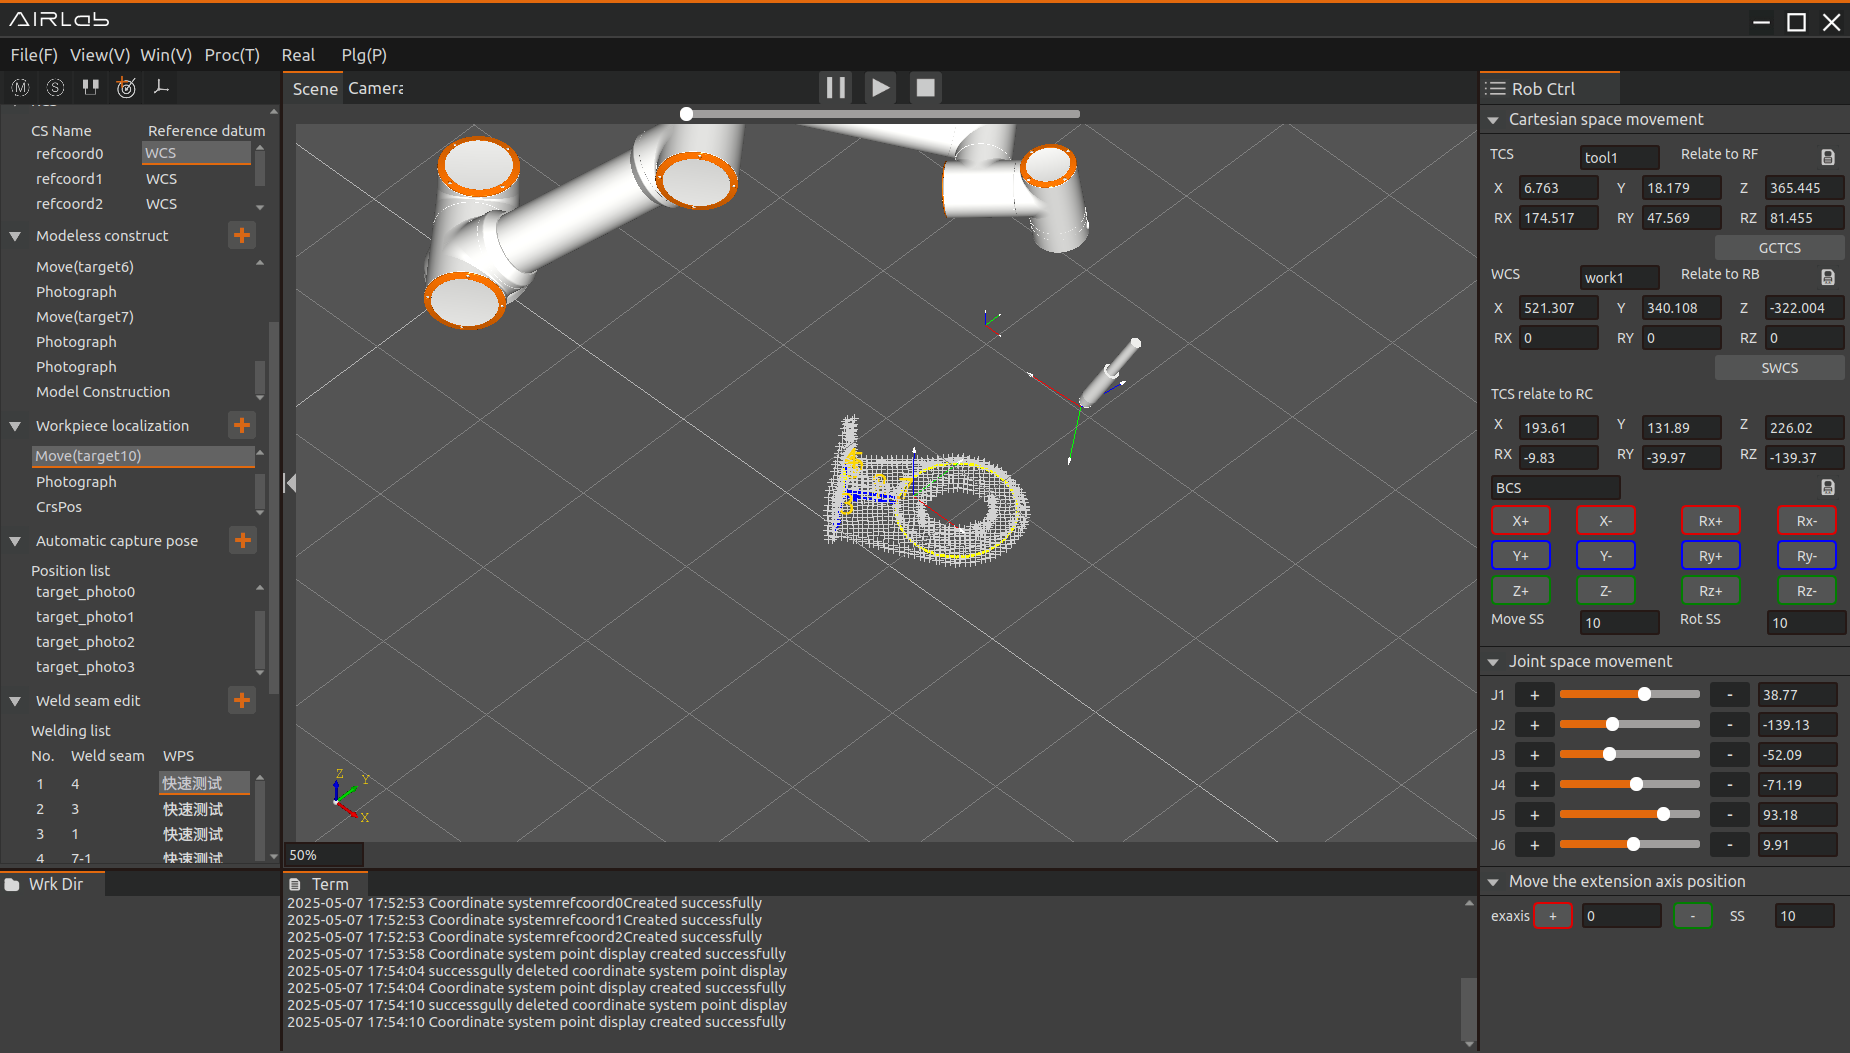 AIRLab
File(F) View(V) Win(V) Proc(T) Real Plg(P)
M S
CS Name Reference datum
refcoord0 WCS
refcoord1 WCS
refcoord2 WCS
Modeless construct +
Move(target6)
Photograph
Move(target7)
Photograph
Photograph
Model Construction
Workpiece localization +
Move(target10)
Photograph
CrsPos
Automatic capture pose +
Position list
target_photo0
target_photo1
target_photo2
target_photo3
Weld seam edit +
Welding list
No. Weld seam WPS
1 4 快速测试
2 3 快速测试
3 1 快速测试
4 7-1 快速测试
Wrk Dir
Scene Camera
Z
Y
X
50%
Term
2025-05-07 17:52:53 Coordinate systemrefcoord0Created successfully
2025-05-07 17:52:53 Coordinate systemrefcoord1Created successfully
2025-05-07 17:52:53 Coordinate systemrefcoord2Created successfully
2025-05-07 17:53:58 Coordinate system point display created successfully
2025-05-07 17:54:04 successgully deleted coordinate system point display
2025-05-07 17:54:04 Coordinate system point display created successfully
2025-05-07 17:54:10 successgully deleted coordinate system point display
2025-05-07 17:54:10 Coordinate system point display created successfully
Rob Ctrl
Cartesian space movement
TCS tool1 Relate to RF
X 6.763 Y 18.179 Z 365.445
RX 174.517 RY 47.569 RZ 81.455
GCTCS
WCS work1 Relate to RB
X 521.307 Y 340.108 Z -322.004
RX 0 RY 0 RZ 0
SWCS
TCS relate to RC
X 193.61 Y 131.89 Z 226.02
RX -9.83 RY -39.97 RZ -139.37
BCS
X+ X- Rx+ Rx-
Y+ Y- Ry+ Ry-
Z+ Z- Rz+ Rz-
Move SS 10 Rot SS 10
Joint space movement
J1 + - 38.77
J2 + - -139.13
J3 + - -52.09
J4 + - -71.19
J5 + - 93.18
J6 + - 9.91
Move the extension axis position
exaxis + 0 - SS 10